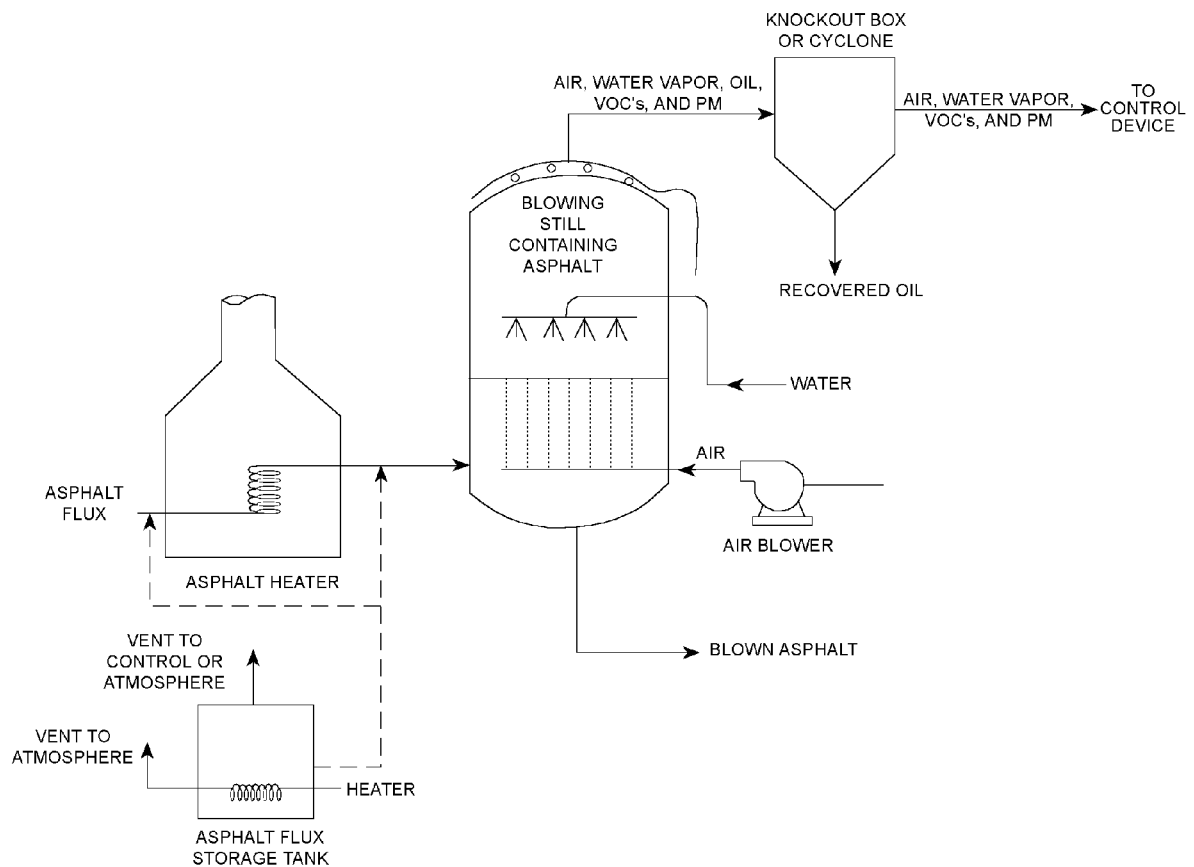 KNOCKOUT BOX
OR CYCLONE
AIR, WATER VAPOR, OIL,
VOC's, AND PM
AIR, WATER VAPOR,
VOC's, AND PM
TO
CONTROL
DEVICE
BLOWING
STILL
CONTAINING
ASPHALT
RECOVERED OIL
WATER
AIR
ASPHALT
FLUX
AIR BLOWER
ASPHALT HEATER
VENT TO
CONTROL OR
ATMOSPHERE
BLOWN ASPHALT
VENT TO
ATMOSPHERE
HEATER
ASPHALT FLUX
STORAGE TANK